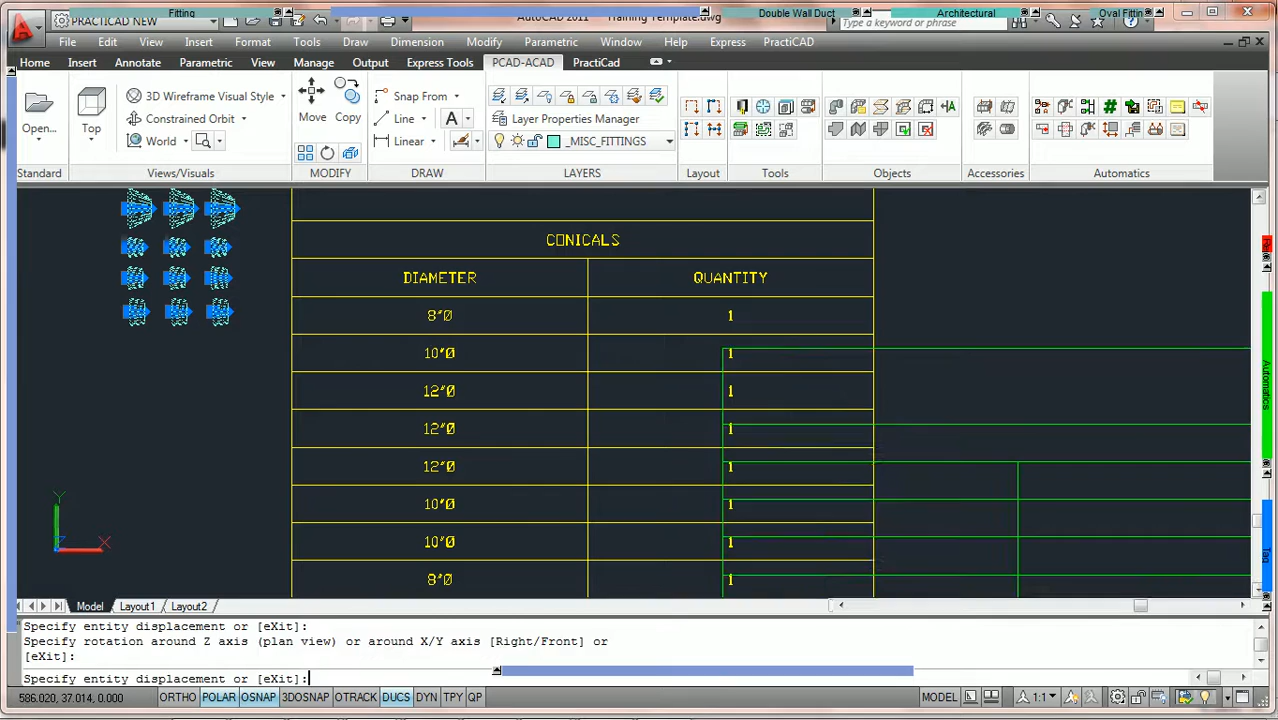 Fitting
Double Wall Duct
Architectural
Oval Fittin
PRACTICAD NEW
AutoCAD 2011
Training Template.dwg
Type a keyword or phrase
File Edit View Insert Format Tools Draw Dimension Modify Parametric Window Help Express PractiCAD
Home Insert Annotate Parametric View Manage Output Express Tools PCAD-ACAD PractiCad
Open...
Top
3D Wireframe Visual Style
Constrained Orbit
World
Move
Copy
Snap From
Line
A
Linear
Layer Properties Manager
_MISC_FITTINGS
Standard Views/Visuals MODIFY DRAW LAYERS Layout Tools Objects Accessories Automatics
CONICALS
DIAMETER QUANTITY
8"Ø 1
10"Ø 1
12"Ø 1
12"Ø 1
12"Ø 1
10"Ø 1
10"Ø 1
8"Ø 1
Y
X
Z
Automatics
Tag
Model Layout1 Layout2
Specify entity displacement or [eXit]:
Specify rotation around Z axis (plan view) or around X/Y axis [Right/Front] or
[eXit]:
Specify entity displacement or [eXit]:
586.020, 37.014, 0.000 ORTHO POLAR OSNAP 3DOSNAP OTRACK DUCS DYN TPY QP MODEL 1:1